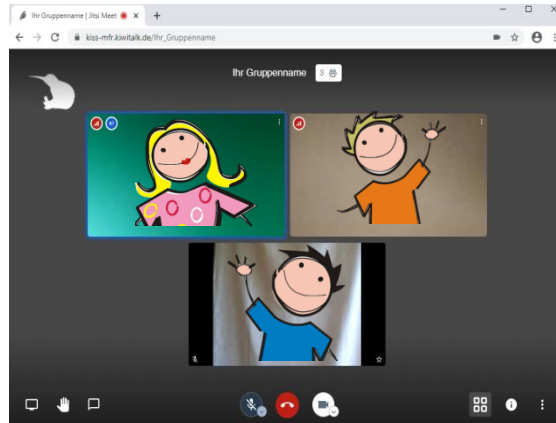 Ihr Gruppenname | Jitsi Meet
kiss-mfr.kiwitalk.de/Ihr_Gruppenname
Ihr Gruppenname 3